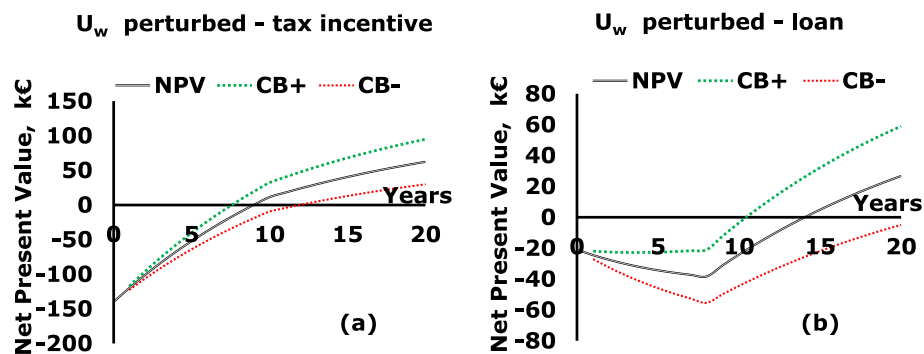 U_w perturbed – tax incentive
NPV CB+ CB-
Net Present Value, k€
150
100
50
0
-50
-100
-150
-200
Years
0 5 10 15 20
(a)
U_w perturbed – loan
NPV CB+ CB-
Net Present Value, k€
80
60
40
20
0
-20
-40
-60
-80
Years
0 5 10 15 20
(b)